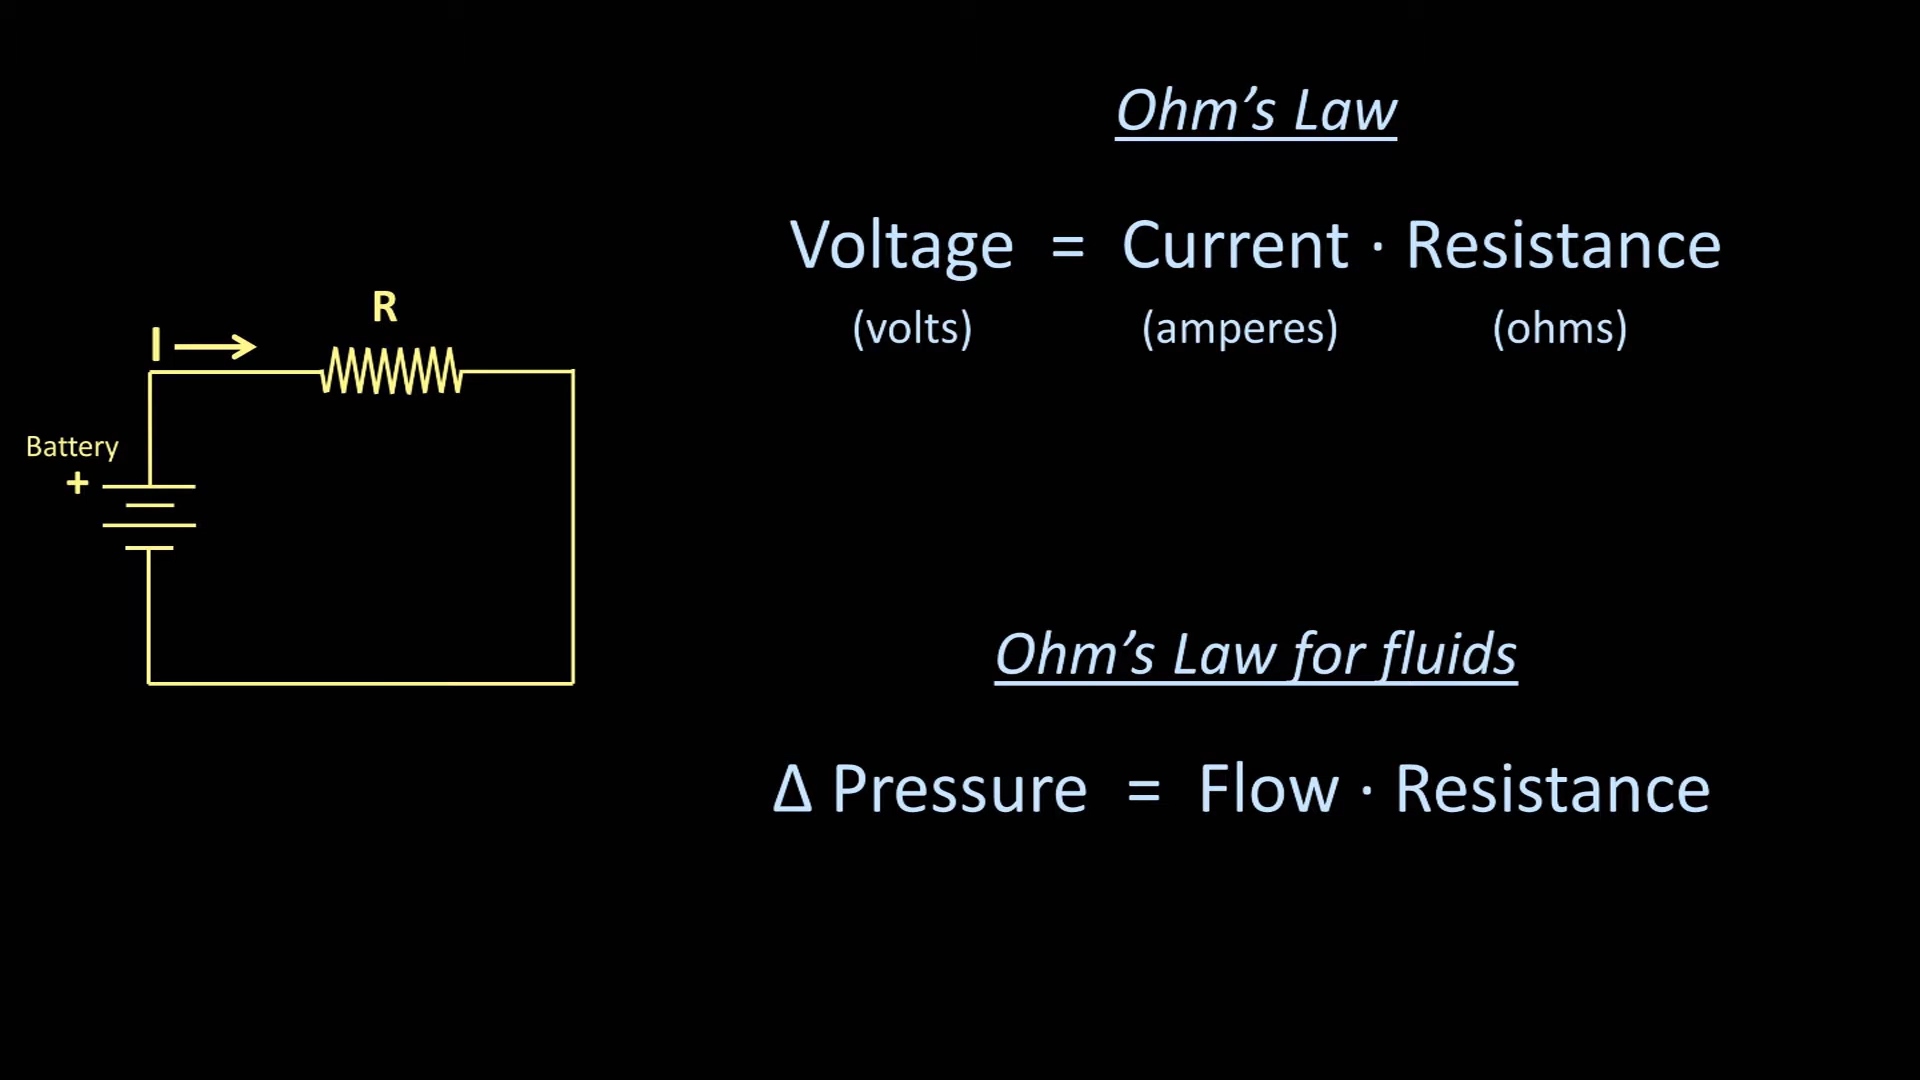 Ohm’s Law
Voltage = Current · Resistance
(volts) (amperes) (ohms)
R
I
Battery
+
Ohm’s Law for fluids
Δ Pressure = Flow · Resistance